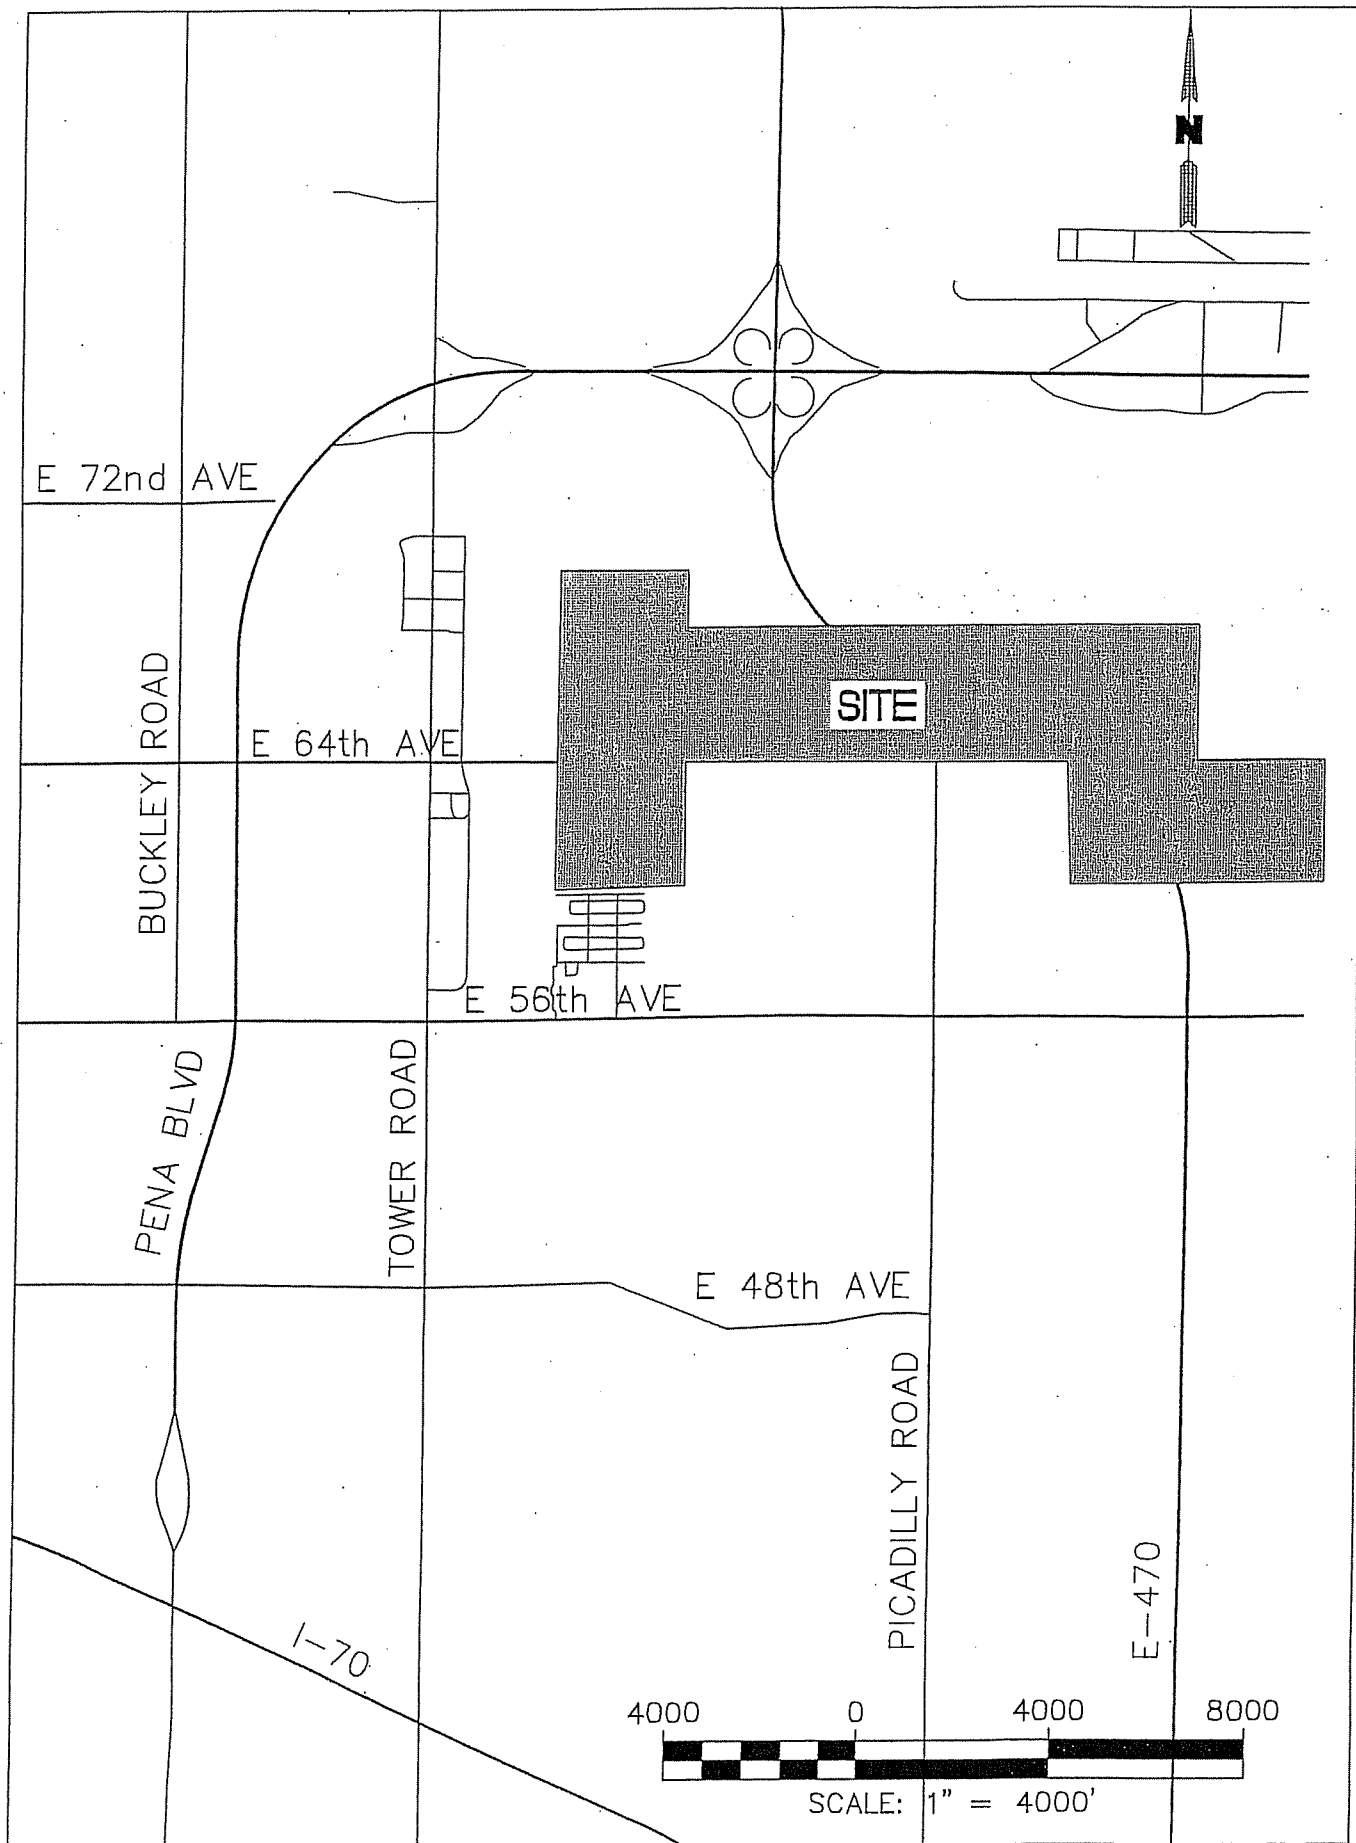 N
E 72nd AVE
BUCKLEY ROAD
SITE
E 64th AVE
E 56th AVE
PENA BLVD
TOWER ROAD
E 48th AVE
PICADILLY ROAD
E-470
I-70
4000 0 4000 8000
SCALE: 1" = 4000'